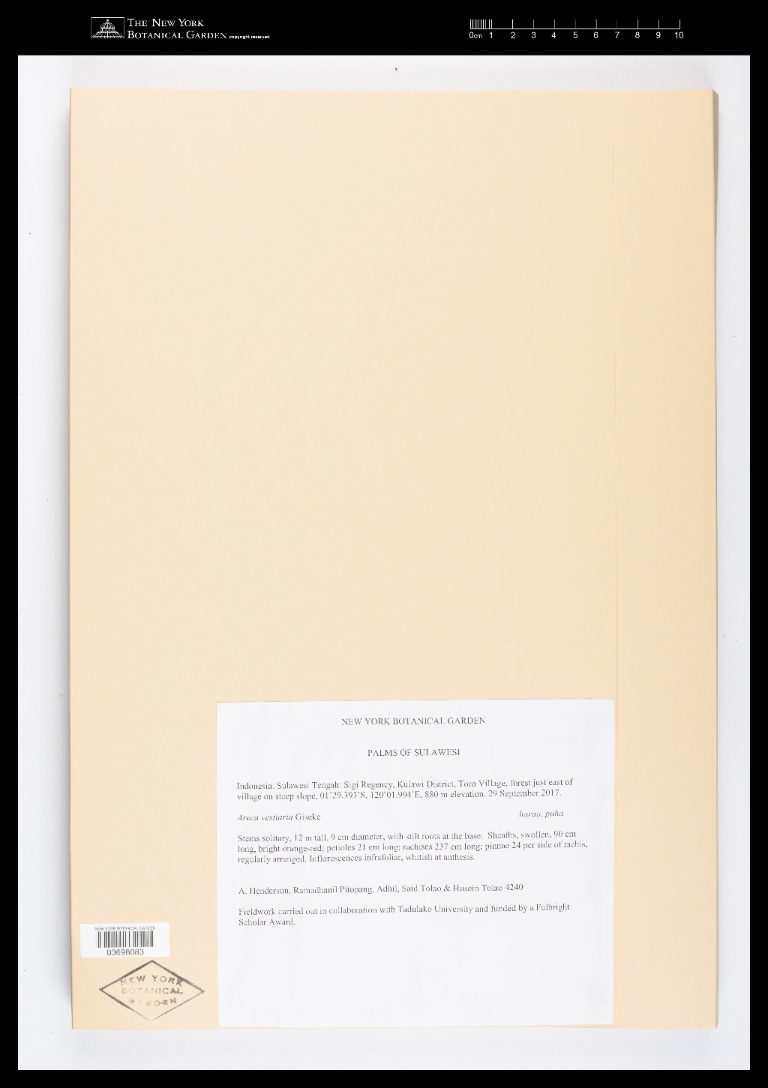 THE NEW YORK
BOTANICAL GARDEN copyright reserved
0cm 1 2 3 4 5 6 7 8 9 10
NEW YORK BOTANICAL GARDEN
PALMS OF SULAWESI
Indonesia. Sulawesi Tengah: Sigi Regency, Kulawi District, Toro Village, forest just east of
village on steep slope, 01°29.393'S, 120°01.994'E, 880 m elevation. 29 September 2017.
Areca vestiaria Giseke
puha
Stems solitary, 12 m tall, 9 cm diameter, with stilt roots at the base. Sheaths, swollen, 90 cm
long, bright orange-red; petioles 21 cm long; rachises 237 cm long; pinnae 24 per side of rachis,
regularly arranged. Inflorescences infrafoliar, whitish at anthesis.
A. Henderson, Ramadhanil Pitopang, Adhil, Said Tolao & Husein Tolao 4240
Fieldwork carried out in collaboration with Tadulako University and funded by a Fulbright
Scholar Award.
NEW YORK BOTANICAL GARDEN
03698083
NEW YORK
BOTANICAL
GARDEN